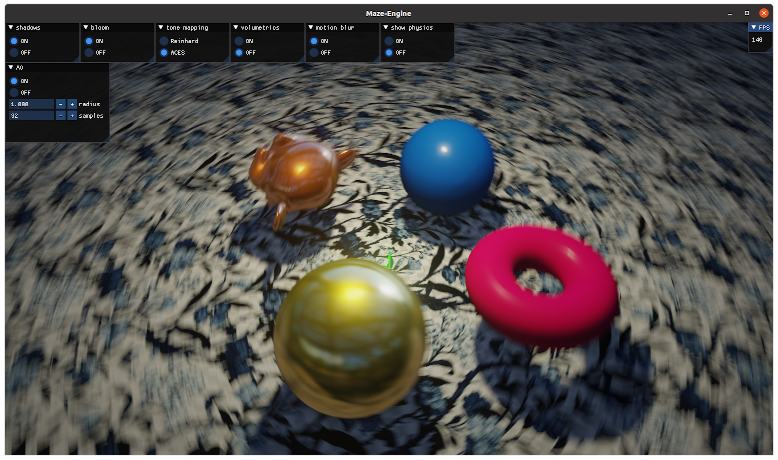 Maze-Engine
shadows
ON
OFF
bloom
ON
OFF
tone mapping
Reinhard
ACES
volumetrics
ON
OFF
motion blur
ON
OFF
show physics
ON
OFF
FPS
140
AO
ON
OFF
1.000 - + radius
32 - + samples